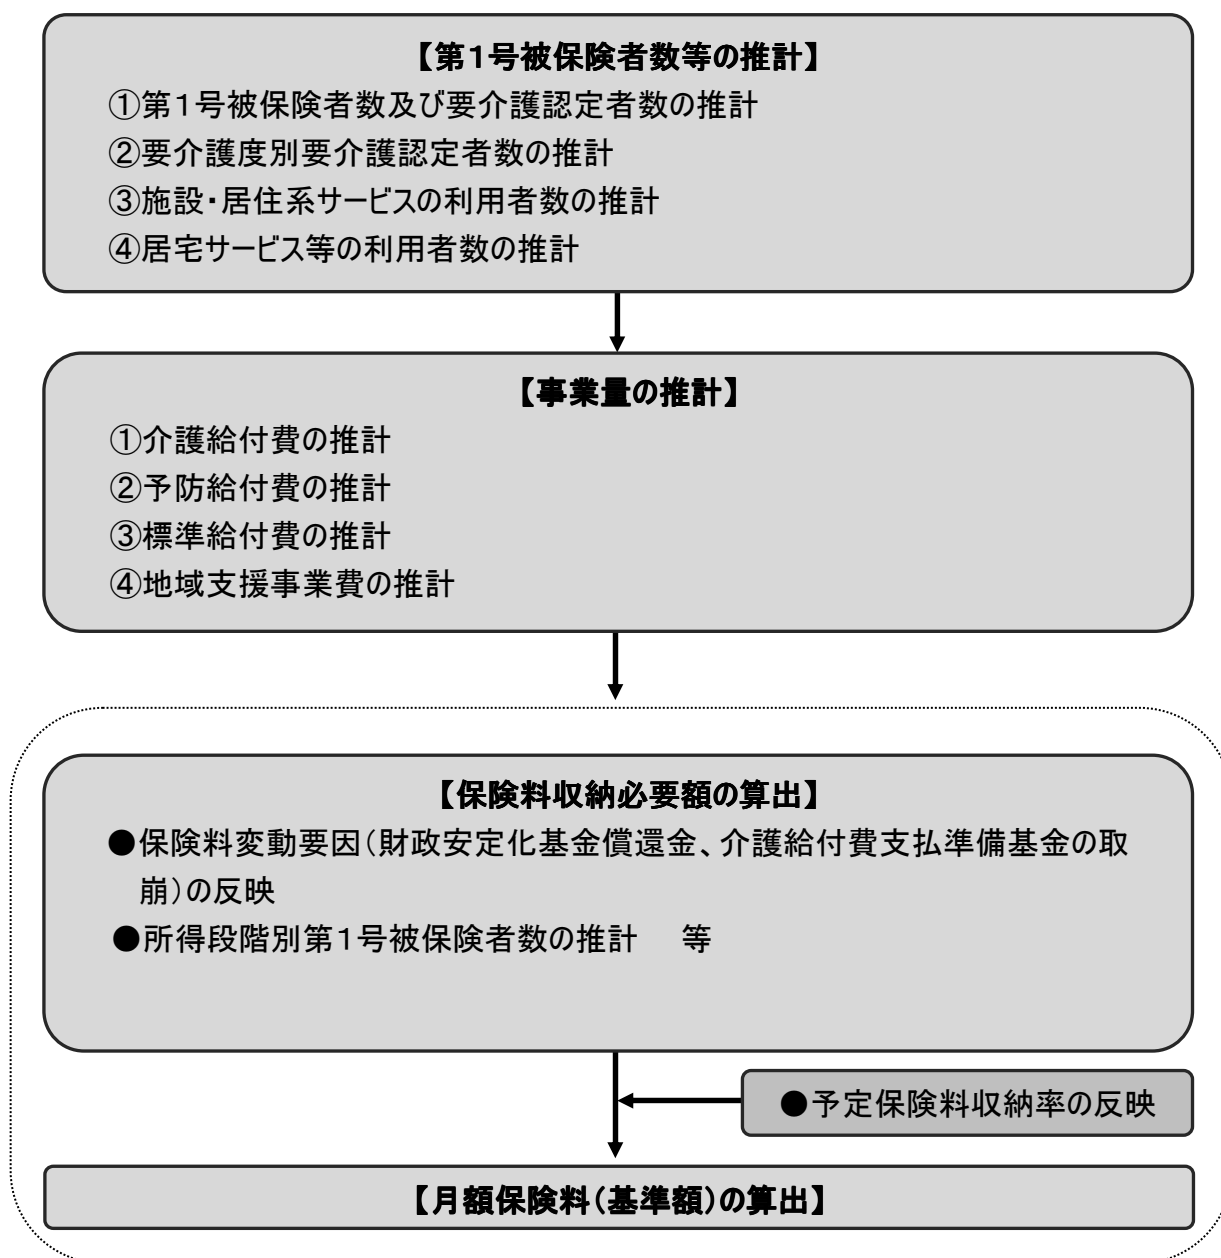 【第１号被保険者数等の推計】
①第１号被保険者数及び要介護認定者数の推計
②要介護度別要介護認定者数の推計
③施設・居住系サービスの利用者数の推計
④居宅サービス等の利用者数の推計
【事業量の推計】
①介護給付費の推計
②予防給付費の推計
③標準給付費の推計
④地域支援事業費の推計
【保険料収納必要額の算出】
●保険料変動要因（財政安定化基金償還金、介護給付費支払準備基金の取
崩）の反映
●所得段階別第１号被保険者数の推計　等
●予定保険料収納率の反映
【月額保険料（基準額）の算出】